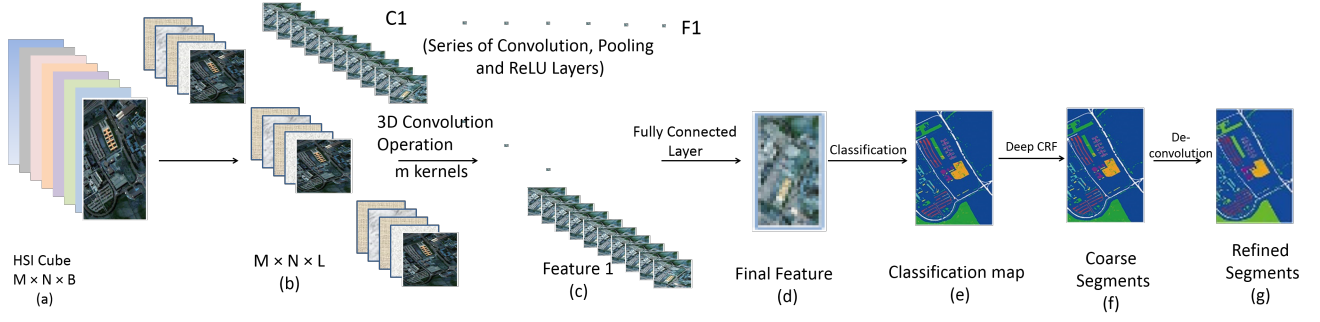 C1
F1
(Series of Convolution, Pooling
and ReLU Layers)
3D Convolution
Operation
m kernels
Fully Connected
Layer
Classification
Deep CRF
De-
convolution
HSI Cube
M × N × B
(a)
M × N × L
(b)
Feature 1
(c)
Final Feature
(d)
Classification map
(e)
Coarse
Segments
(f)
Refined
Segments
(g)